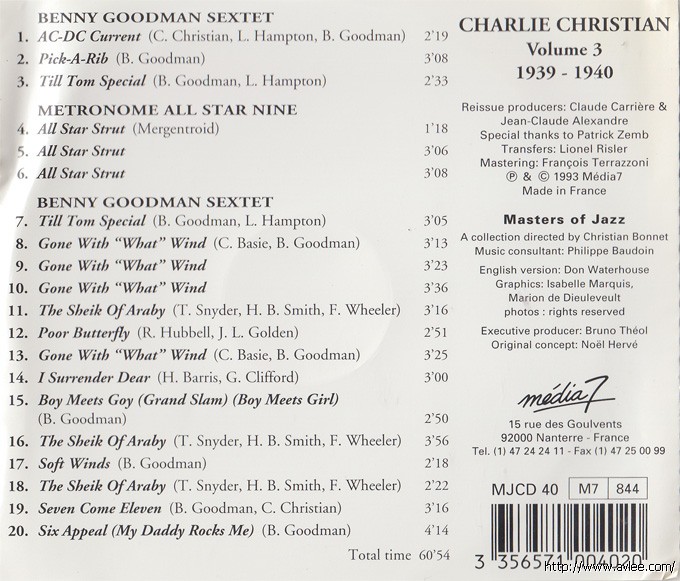 BENNY GOODMAN SEXTET
1. AC-DC Current (C. Christian, L. Hampton, B. Goodman) 2'19
2. Pick-A-Rib (B. Goodman) 3'08
3. Till Tom Special (B. Goodman, L. Hampton) 2'33
METRONOME ALL STAR NINE
4. All Star Strut (Mergentroid) 1'18
5. All Star Strut 3'06
6. All Star Strut 3'08
BENNY GOODMAN SEXTET
7. Till Tom Special (B. Goodman, L. Hampton) 3'05
8. Gone With “What” Wind (C. Basie, B. Goodman) 3'13
9. Gone With “What” Wind 3'23
10. Gone With “What” Wind 3'36
11. The Sheik Of Araby (T. Snyder, H. B. Smith, F. Wheeler) 3'16
12. Poor Butterfly (R. Hubbell, J. L. Golden) 2'51
13. Gone With “What” Wind (C. Basie, B. Goodman) 3'25
14. I Surrender Dear (H. Barris, G. Clifford) 3'00
15. Boy Meets Goy (Grand Slam) (Boy Meets Girl)
(B. Goodman) 2'50
16. The Sheik Of Araby (T. Snyder, H. B. Smith, F. Wheeler) 3'56
17. Soft Winds (B. Goodman) 2'18
18. The Sheik Of Araby (T. Snyder, H. B. Smith, F. Wheeler) 2'22
19. Seven Come Eleven (B. Goodman, C. Christian) 3'16
20. Six Appeal (My Daddy Rocks Me) (B. Goodman) 4'14
Total time 60'54
CHARLIE CHRISTIAN
Volume 3
1939 - 1940
Reissue producers: Claude Carrière &
Jean-Claude Alexandre
Special thanks to Patrick Zemb
Transfers: Lionel Risler
Mastering: François Terrazzoni
℗ & © 1993 Média7
Made in France
Masters of Jazz
A collection directed by Christian Bonnet
Music consultant: Philippe Baudoin
English version: Don Waterhouse
Graphics: Isabelle Marquis,
Marion de Dieuleveult
photos : rights reserved
Executive producer: Bruno Théol
Original concept: Noël Hervé
média 7
15 rue des Goulvents
92000 Nanterre - France
Tel. (1) 47 24 24 11 - Fax (1) 47 25 00 99
MJCD 40 M7 844
3 356571 004020
http://www.avlee.com/